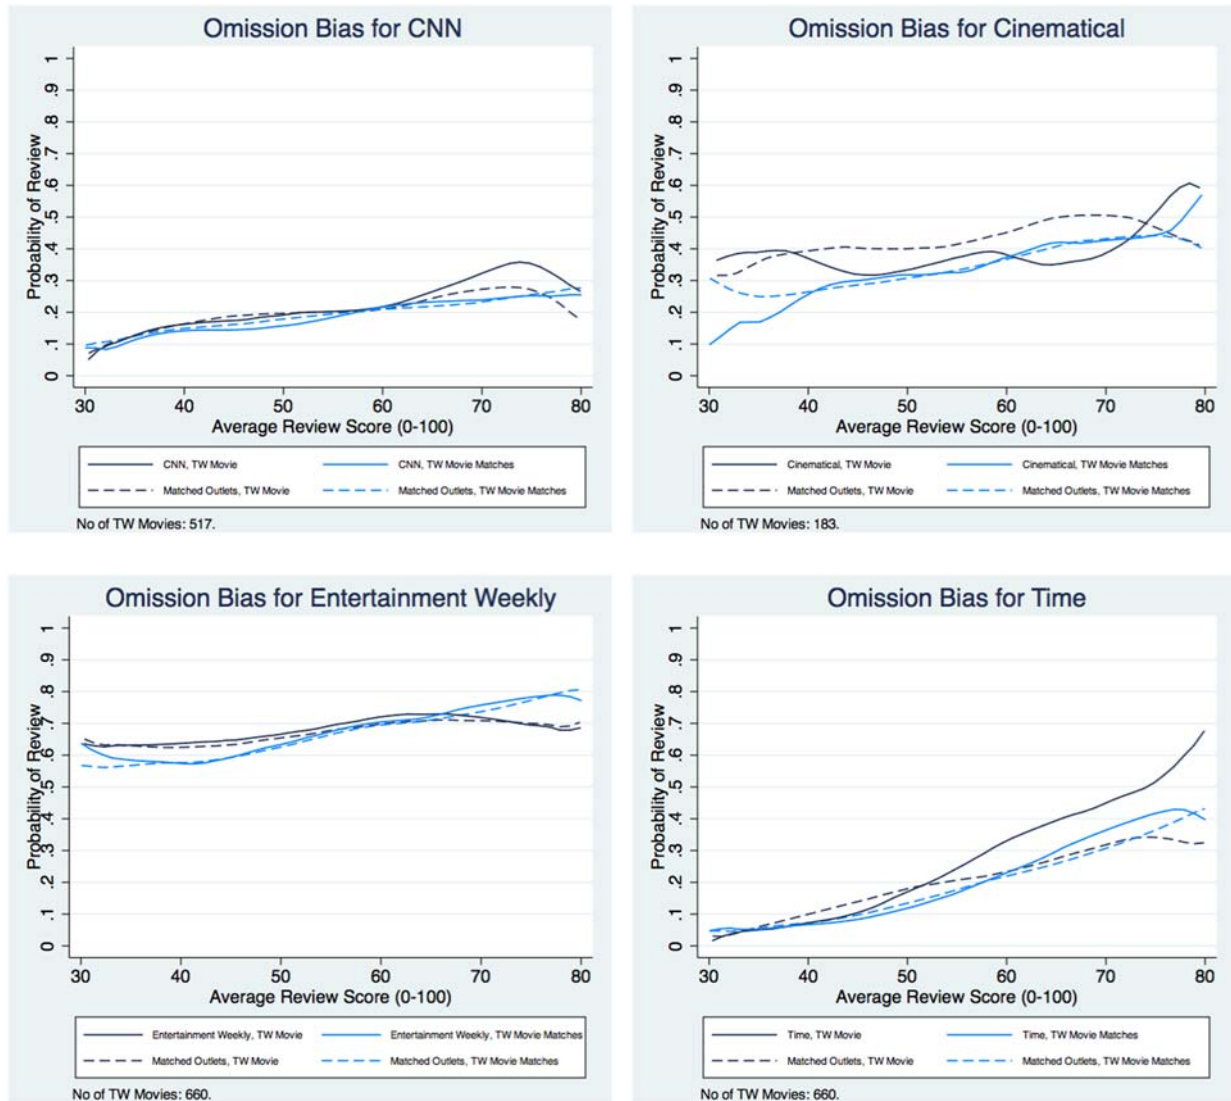 Omission Bias for CNN
Probability of Review
1
.9
.8
.7
.6
.5
.4
.3
.2
.1
0
30 40 50 60 70 80
Average Review Score (0-100)
CNN, TW Movie CNN, TW Movie Matches
Matched Outlets, TW Movie Matched Outlets, TW Movie Matches
No of TW Movies: 517.
Omission Bias for Cinematical
Probability of Review
1
.9
.8
.7
.6
.5
.4
.3
.2
.1
0
30 40 50 60 70 80
Average Review Score (0-100)
Cinematical, TW Movie Cinematical, TW Movie Matches
Matched Outlets, TW Movie Matched Outlets, TW Movie Matches
No of TW Movies: 183.
Omission Bias for Entertainment Weekly
Probability of Review
1
.9
.8
.7
.6
.5
.4
.3
.2
.1
0
30 40 50 60 70 80
Average Review Score (0-100)
Entertainment Weekly, TW Movie Entertainment Weekly, TW Movie Matches
Matched Outlets, TW Movie Matched Outlets, TW Movie Matches
No of TW Movies: 660.
Omission Bias for Time
Probability of Review
1
.9
.8
.7
.6
.5
.4
.3
.2
.1
0
30 40 50 60 70 80
Average Review Score (0-100)
Time, TW Movie Time, TW Movie Matches
Matched Outlets, TW Movie Matched Outlets, TW Movie Matches
No of TW Movies: 660.